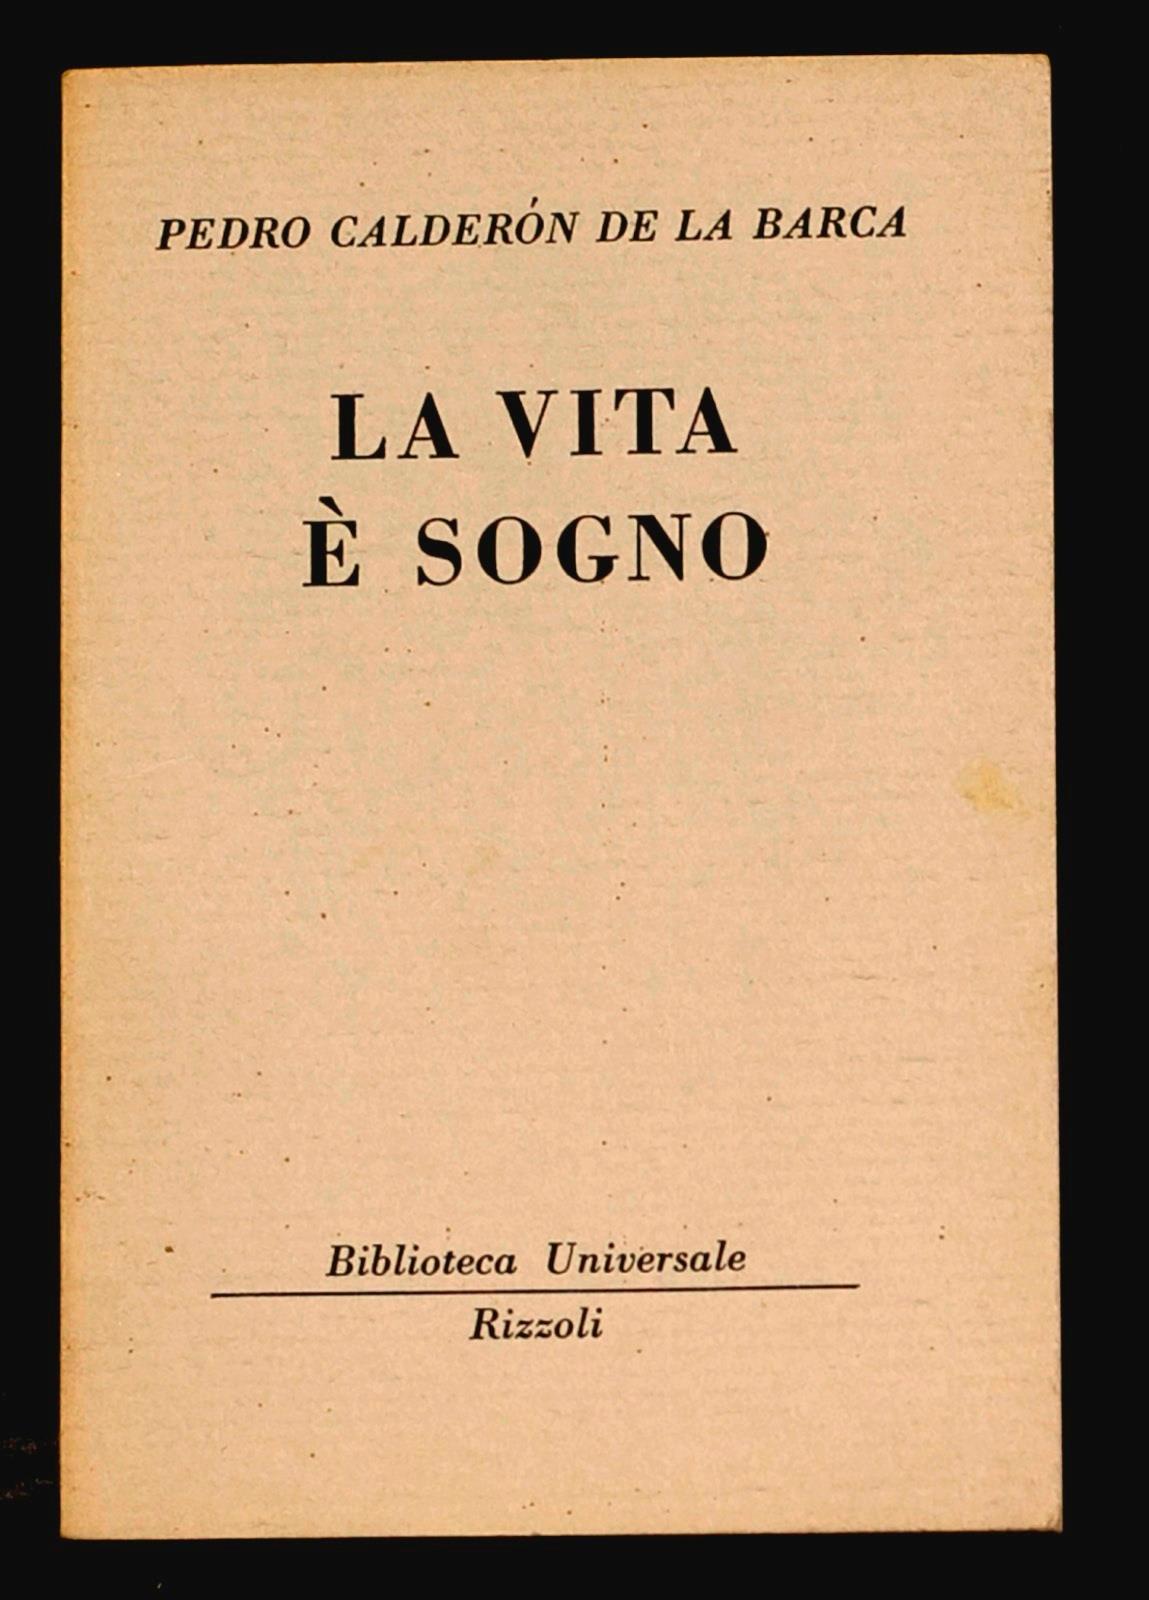 PEDRO CALDERÓN DE LA BARCA
LA VITA
È SOGNO
Biblioteca Universale
Rizzoli